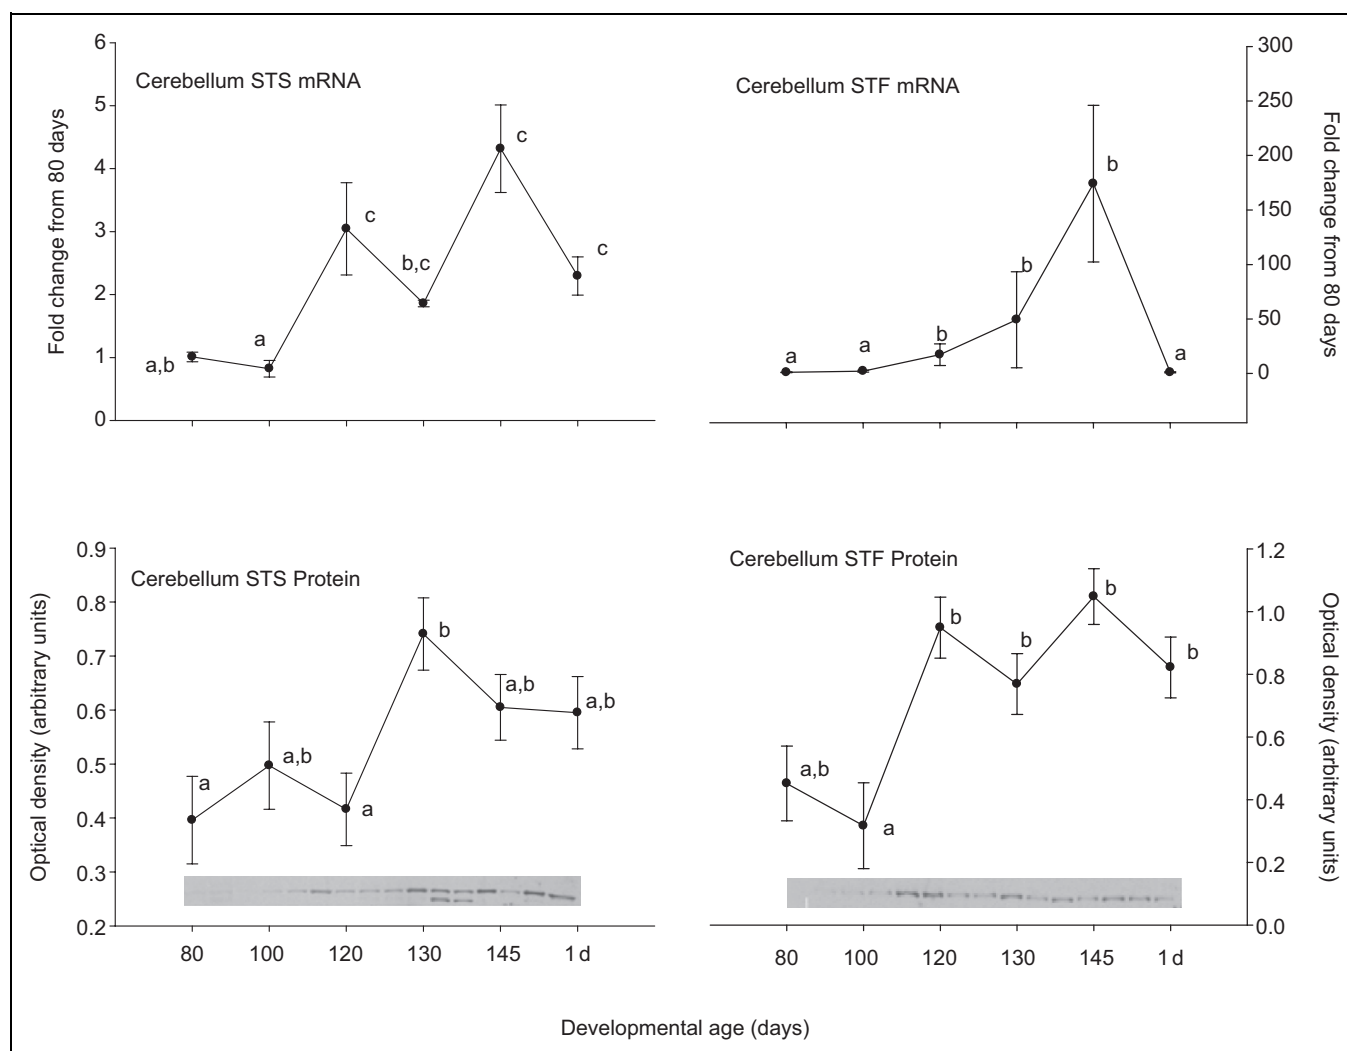 Cerebellum STS mRNA
Fold change from 80 days
6
5
4
3
2
1
0
a,b
a
c
b,c
c
c
Cerebellum STF mRNA
Fold change from 80 days
300
250
200
150
100
50
0
a
a
b
b
b
a
Cerebellum STS Protein
Optical density (arbitrary units)
0.9
0.8
0.7
0.6
0.5
0.4
0.3
0.2
a
a,b
a
b
a,b
a,b
80 100 120 130 145 1 d
Cerebellum STF Protein
Optical density (arbitrary units)
1.2
1.0
0.8
0.6
0.4
0.2
0.0
a,b
a
b
b
b
b
80 100 120 130 145 1 d
Developmental age (days)